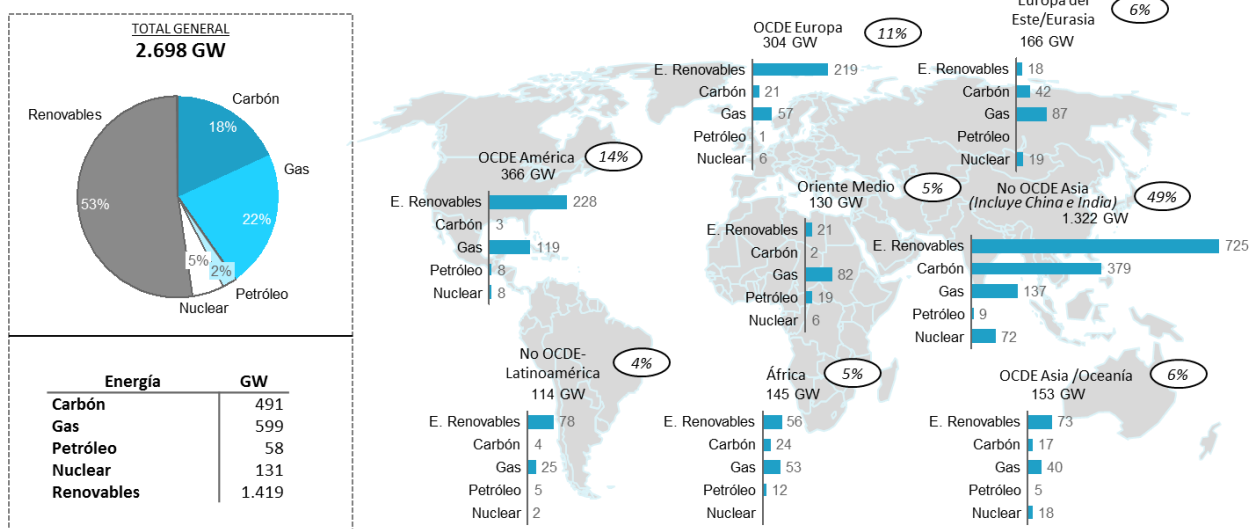 TOTAL GENERAL
2.698 GW
Renovables
Carbón
18%
Gas
22%
53%
5%
2%
Petróleo
Nuclear
Energía GW
Carbón 491
Gas 599
Petróleo 58
Nuclear 131
Renovables 1.419
OCDE Europa 11%
304 GW
E. Renovables 219
Carbón 21
Gas 57
Petróleo 1
Nuclear 6
Europa del
Este/Eurasia 6%
166 GW
E. Renovables 18
Carbón 42
Gas 87
Petróleo
Nuclear 19
OCDE América 14%
366 GW
E. Renovables 228
Carbón 3
Gas 119
Petróleo 8
Nuclear 8
Oriente Medio 5%
130 GW
E. Renovables 21
Carbón 2
Gas 82
Petróleo 19
Nuclear 6
No OCDE Asia 49%
(Incluye China e India)
1.322 GW
E. Renovables 725
Carbón 379
Gas 137
Petróleo 9
Nuclear 72
No OCDE-
Latinoamérica 4%
114 GW
E. Renovables 78
Carbón 4
Gas 25
Petróleo 5
Nuclear 2
África 5%
145 GW
E. Renovables 56
Carbón 24
Gas 53
Petróleo 12
Nuclear
OCDE Asia /Oceanía 6%
153 GW
E. Renovables 73
Carbón 17
Gas 40
Petróleo 5
Nuclear 18